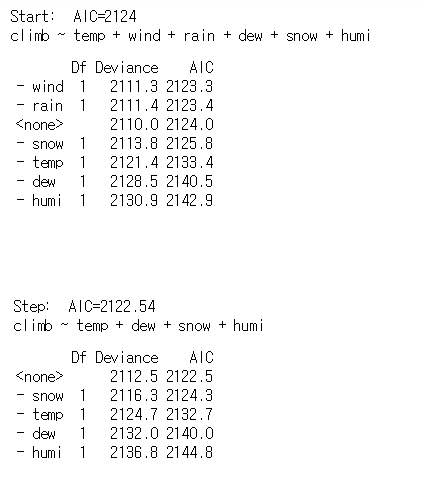 Start:  AIC=2124
climb ~ temp + wind + rain + dew + snow + humi
Df Deviance AIC
- wind 1 2111.3 2123.3
- rain 1 2111.4 2123.4
<none> 2110.0 2124.0
- snow 1 2113.8 2125.8
- temp 1 2121.4 2133.4
- dew 1 2128.5 2140.5
- humi 1 2130.9 2142.9
Step:  AIC=2122.54
climb ~ temp + dew + snow + humi
Df Deviance AIC
<none> 2112.5 2122.5
- snow 1 2116.3 2124.3
- temp 1 2124.7 2132.7
- dew 1 2132.0 2140.0
- humi 1 2136.8 2144.8